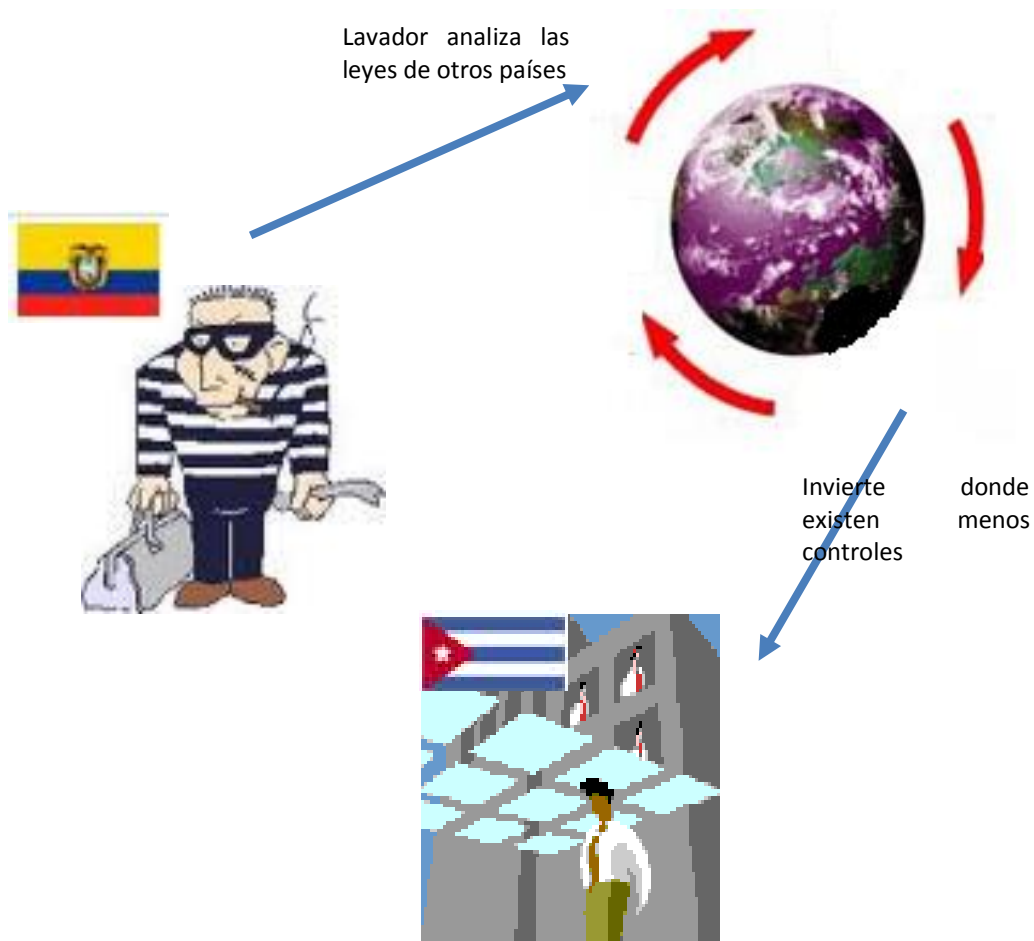 Lavador analiza las
leyes de otros países
Invierte donde
existen menos
controles